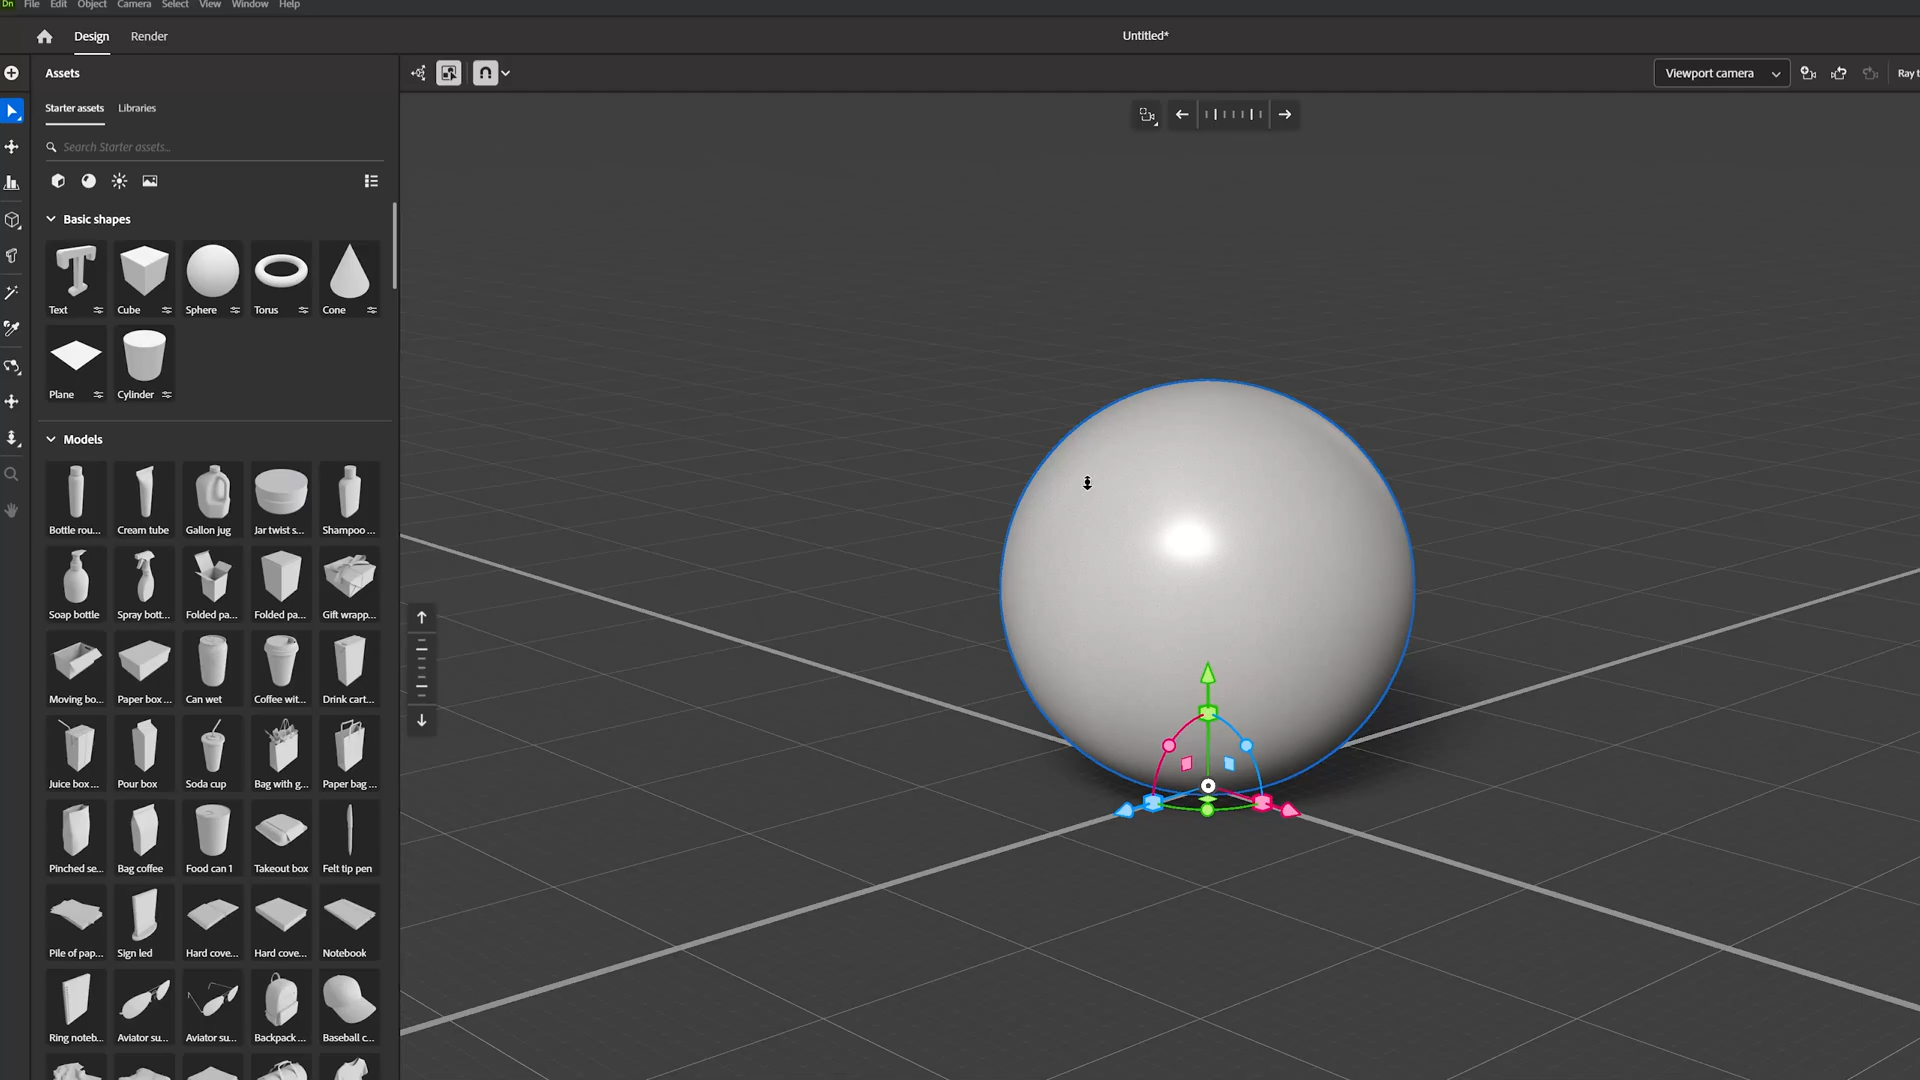 Dn File Edit Object Camera Select View Window Help
Design Render Untitled*
Assets
Viewport camera
Ray t
Starter assets Libraries
Search Starter assets...
Basic shapes
Text Cube Sphere Torus Cone
Plane Cylinder
Models
Bottle rou... Cream tube Gallon jug Jar twist s... Shampoo ...
Soap bottle Spray bott... Folded pa... Folded pa... Gift wrapp...
Moving bo... Paper box ... Can wet Coffee wit... Drink cart...
Juice box ... Pour box Soda cup Bag with g... Paper bag ...
Pinched se... Bag coffee Food can 1 Takeout box Felt tip pen
Pile of pap... Sign led Hard cove... Hard cove... Notebook
Ring noteb... Aviator su... Aviator su... Backpack ... Baseball c...